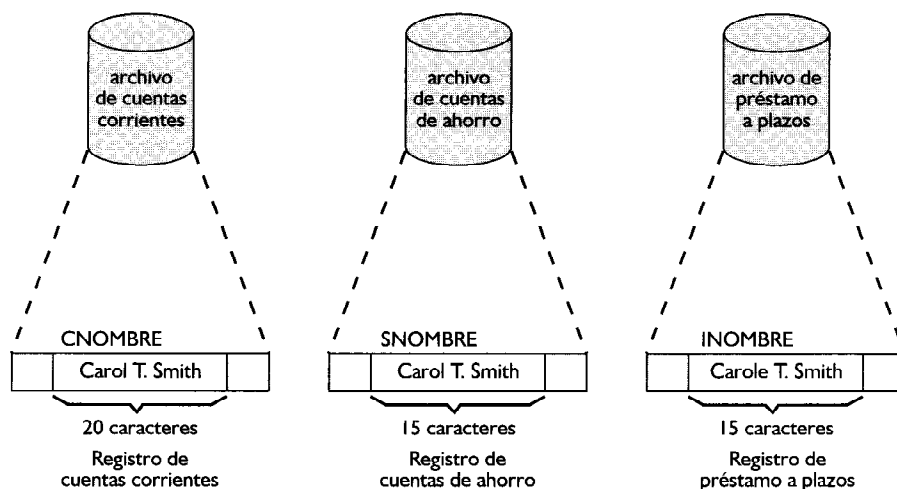 archivo
de cuentas
corrientes
archivo
de cuentas
de ahorro
archivo de
préstamo
a plazos
CNOMBRE
SNOMBRE
INOMBRE
Carol T. Smith
Carol T. Smith
Carole T. Smith
20 caracteres
15 caracteres
15 caracteres
Registro de
cuentas corrientes
Registro de
cuentas de ahorro
Registro de
préstamo a plazos